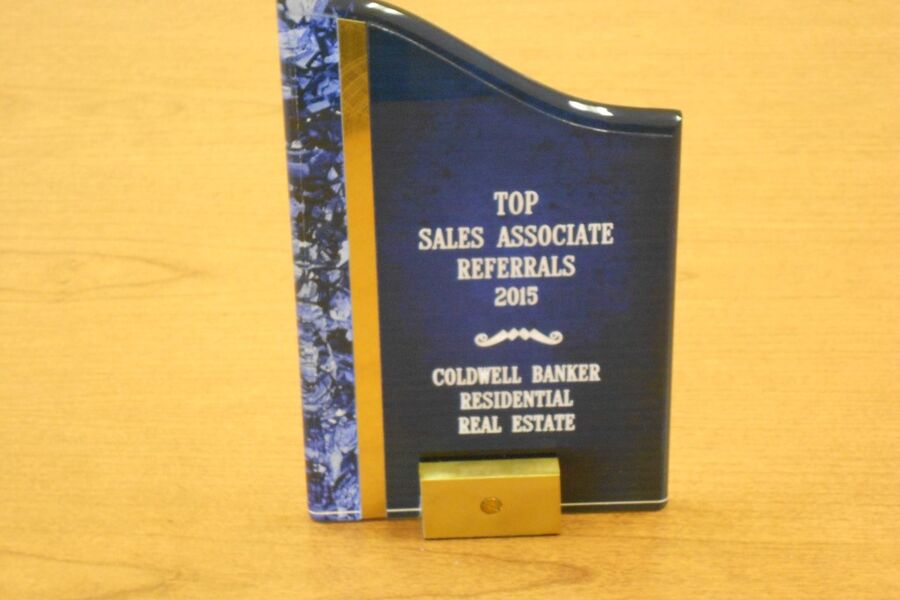 TOP
SALES ASSOCIATE
REFERRALS
2015
COLDWELL BANKER
RESIDENTIAL
REAL ESTATE